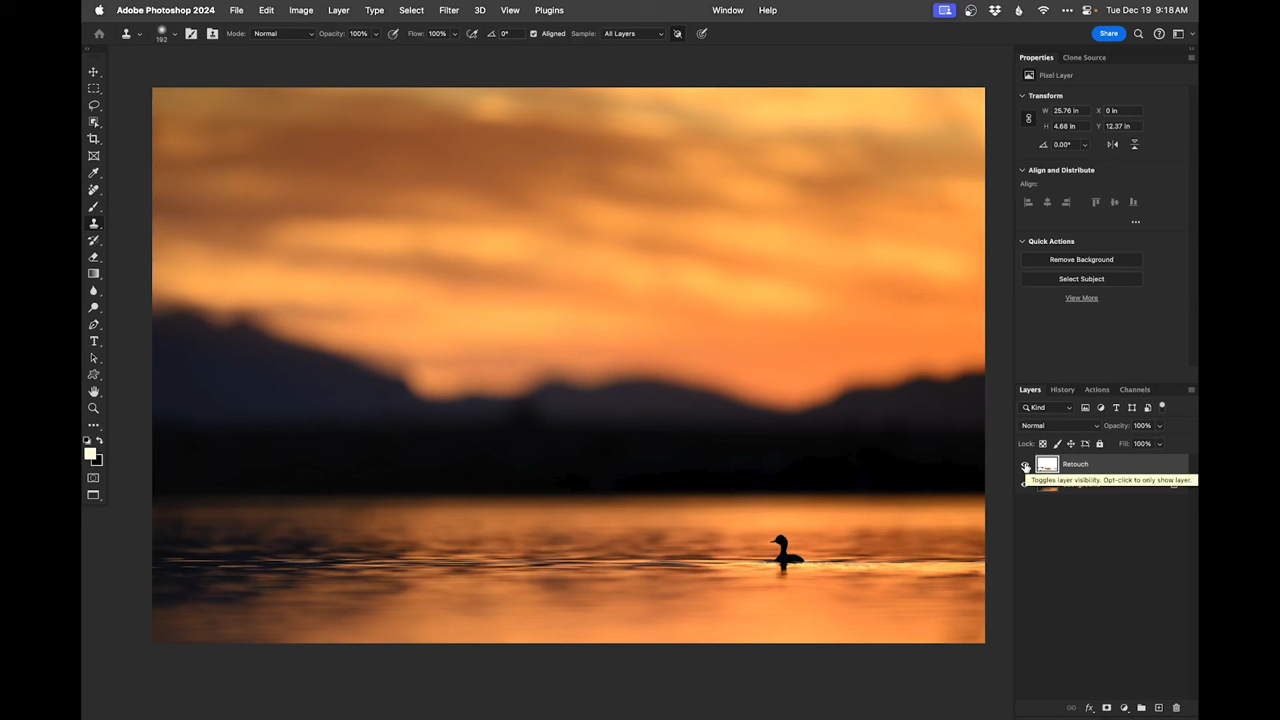 Adobe Photoshop 2024 File Edit Image Layer Type Select Filter 3D View Plugins Window Help Tue Dec 19 9:18 AM
192 Mode: Normal Opacity: 100% Flow: 100% 0° Aligned Sample: All Layers Share
Properties Clone Source
Pixel Layer
Transform
W 25.76 in X 0 in
H 4.68 in Y 12.37 in
0.00°
Align and Distribute
Align:
Quick Actions
Remove Background
Select Subject
View More
Layers History Actions Channels
Kind
Normal Opacity: 100%
Lock: Fill: 100%
Retouch
Toggles layer visibility. Opt-click to only show layer.